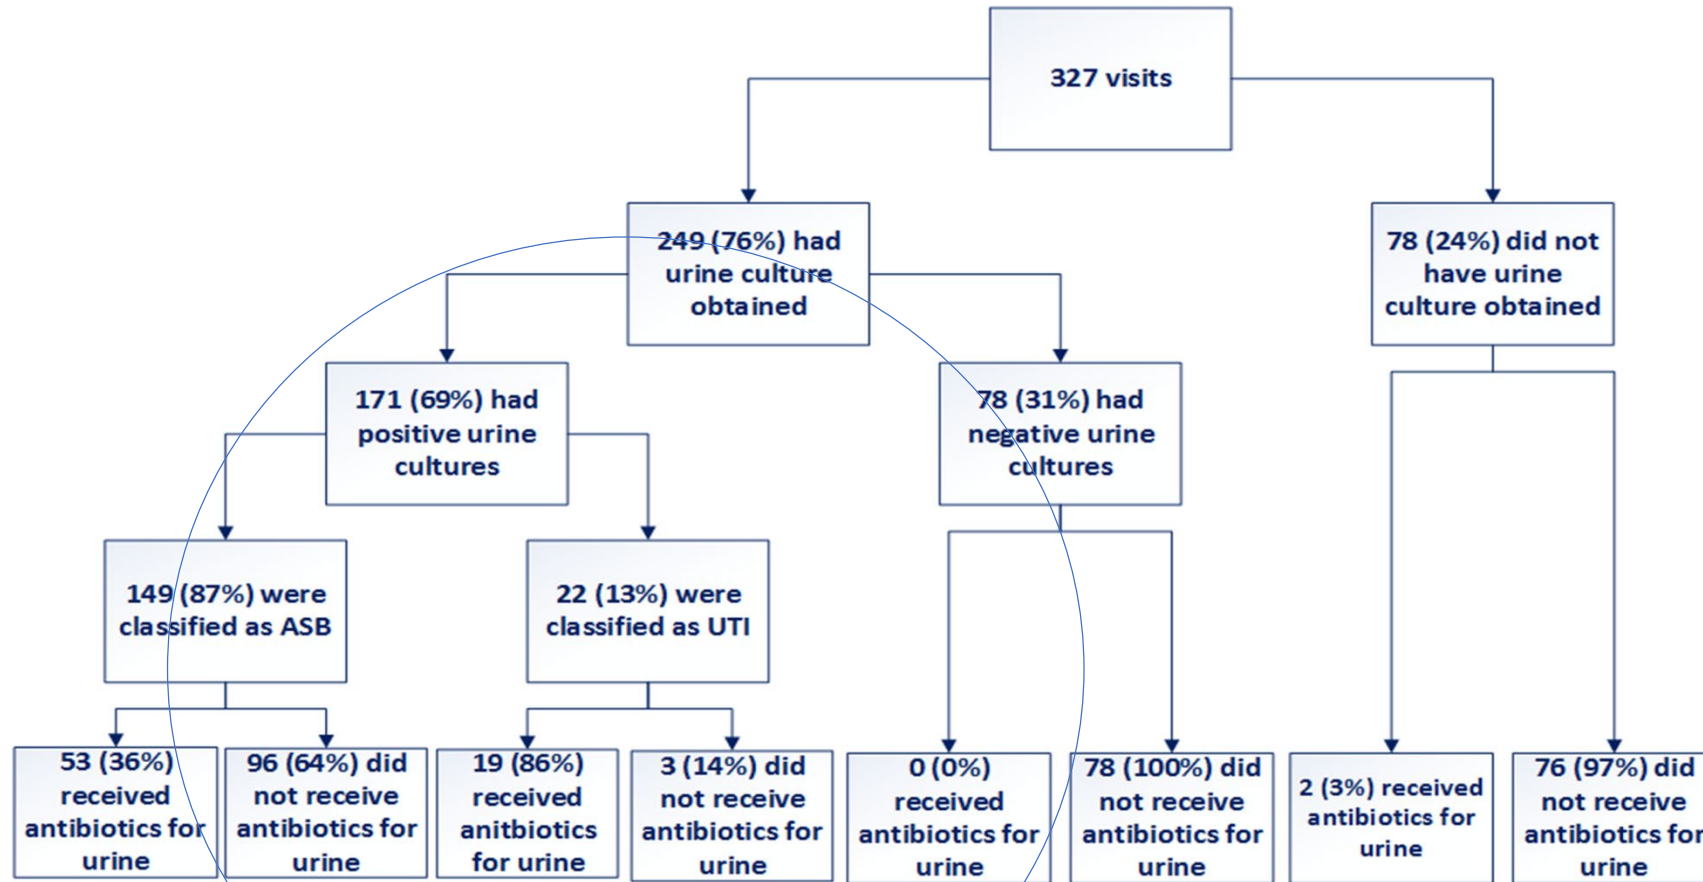 327 visits
249 (76%) had
urine culture
obtained
78 (24%) did not
have urine
culture obtained
171 (69%) had
positive urine
cultures
78 (31%) had
negative urine
cultures
149 (87%) were
classified as ASB
22 (13%) were
classified as UTI
53 (36%)
received
antibiotics for
urine
96 (64%) did
not receive
antibiotics for
urine
19 (86%)
received
anitbiotics
for urine
3 (14%) did
not receive
antibiotics for
urine
0 (0%)
received
antibiotics for
urine
78 (100%) did
not receive
antibiotics for
urine
2 (3%) received
antibiotics for
urine
76 (97%) did
not receive
antibiotics for
urine